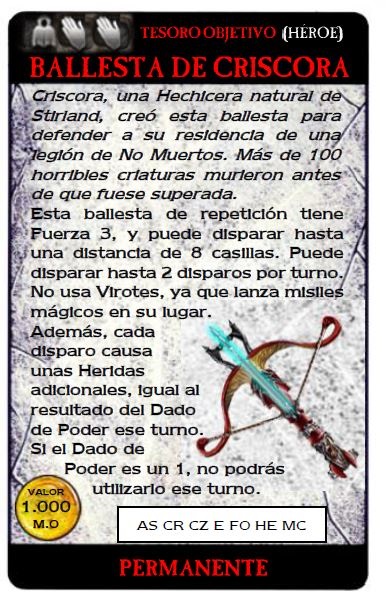 TESORO OBJETIVO (HÉROE)
BALLESTA DE CRISCORA
Criscora, una Hechicera natural de
Stirland, creó esta ballesta para
defender a su residencia de una
legión de No Muertos. Más de 100
horribles criaturas murieron antes
de que fuese superada.
Esta ballesta de repetición tiene
Fuerza 3, y puede disparar hasta
una distancia de 8 casillas. Puede
disparar hasta 2 disparos por turno.
No usa Virotes, ya que lanza misiles
mágicos en su lugar.
Además, cada
disparo causa
unas Heridas
adicionales, igual al
resultado del Dado
de Poder ese turno.
Si el Dado de
Poder es un 1, no podrás
utilizarlo ese turno.
VALOR
1.000
M.O
AS CR CZ E FO HE MC
PERMANENTE